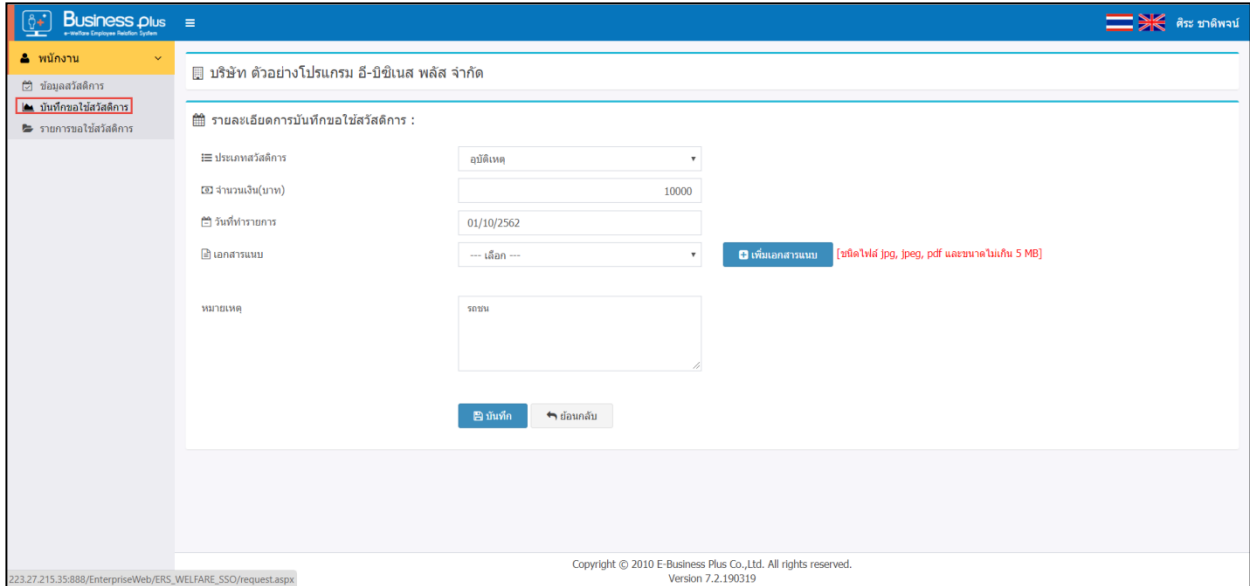 Business Plus
e-Welfare Employee Relation System
ศิระ ชาติพจน์
พนักงาน
ข้อมูลสวัสดิการ
บันทึกขอใช้สวัสดิการ
รายการขอใช้สวัสดิการ
บริษัท ตัวอย่างโปรแกรม อี-บิซิเนส พลัส จำกัด
รายละเอียดการบันทึกขอใช้สวัสดิการ :
ประเภทสวัสดิการ อุบัติเหตุ
จำนวนเงิน(บาท) 10000
วันที่ทำรายการ 01/10/2562
เอกสารแนบ --- เลือก --- เพิ่มเอกสารแนบ [ชนิดไฟล์ jpg, jpeg, pdf และขนาดไม่เกิน 5 MB]
หมายเหตุ รถชน
บันทึก ย้อนกลับ
Copyright © 2010 E-Business Plus Co.,Ltd. All rights reserved.
Version 7.2.190319
223.27.215.35:888/EnterpriseWeb/ERS_WELFARE_SSO/request.aspx